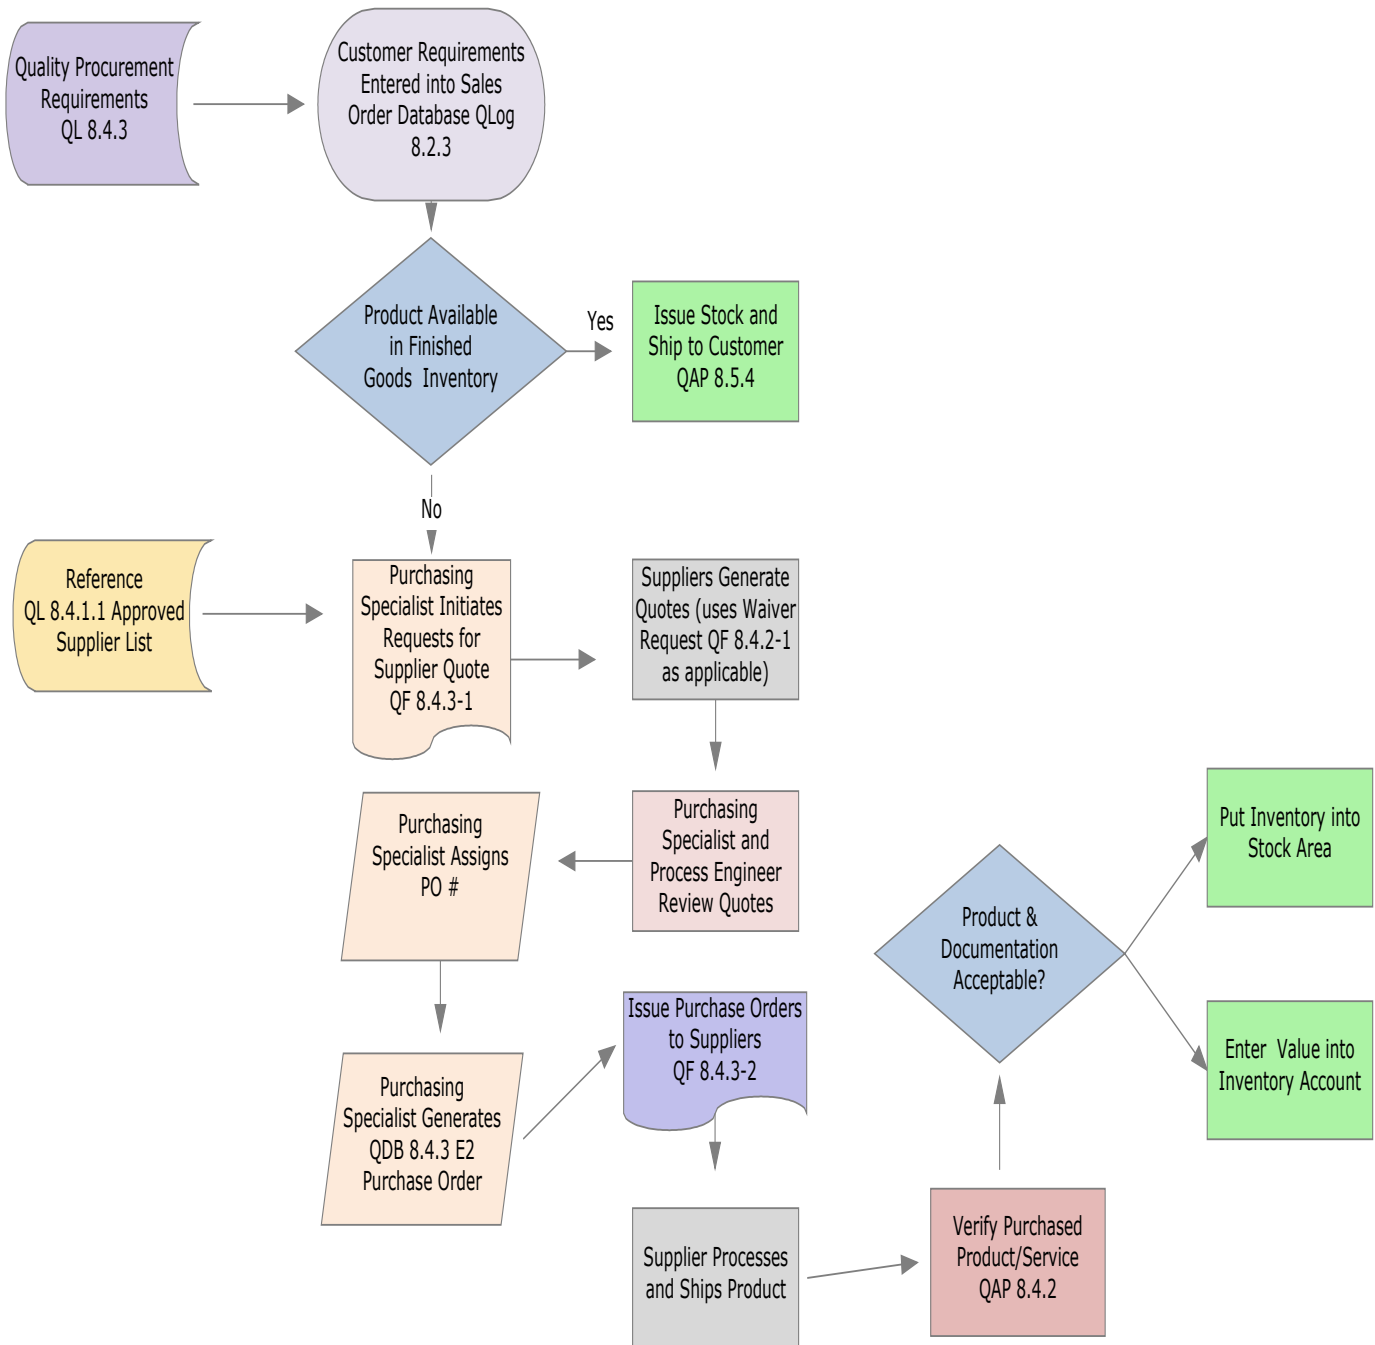 Quality Procurement
Requirements
QL 8.4.3
Customer Requirements
Entered into Sales
Order Database QLog
8.2.3
Product Available
in Finished
Goods  Inventory
Yes
Issue Stock and
Ship to Customer
QAP 8.5.4
No
Reference
QL 8.4.1.1 Approved
Supplier List
Purchasing
Specialist Initiates
Requests for
Supplier Quote
QF 8.4.3-1
Suppliers Generate
Quotes (uses Waiver
Request QF 8.4.2-1
as applicable)
Purchasing
Specialist and
Process Engineer
Review Quotes
Purchasing
Specialist Assigns
PO #
Purchasing
Specialist Generates
QDB 8.4.3 E2
Purchase Order
Issue Purchase Orders
to Suppliers
QF 8.4.3-2
Supplier Processes
and Ships Product
Verify Purchased
Product/Service
QAP 8.4.2
Product &
Documentation
Acceptable?
Put Inventory into
Stock Area
Enter  Value into
Inventory Account